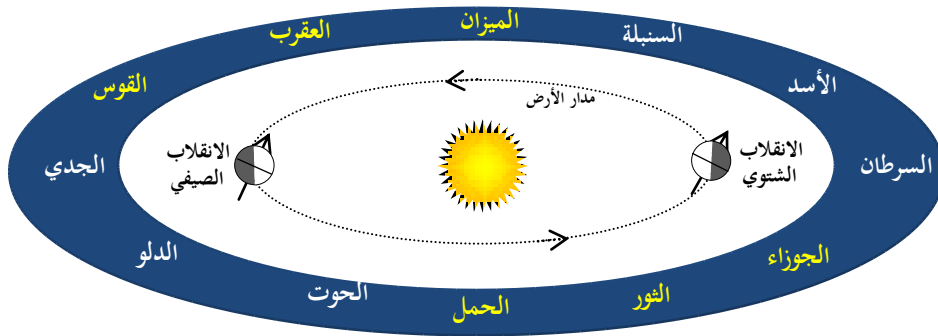 الميزان
العقرب
السنبلة
القوس
الأسد
مدار الأرض
الانقلاب
الشتوي
الانقلاب
الصيفي
السرطان
الجدي
الدلو
الجوزاء
الحوت
الحمل
الثور